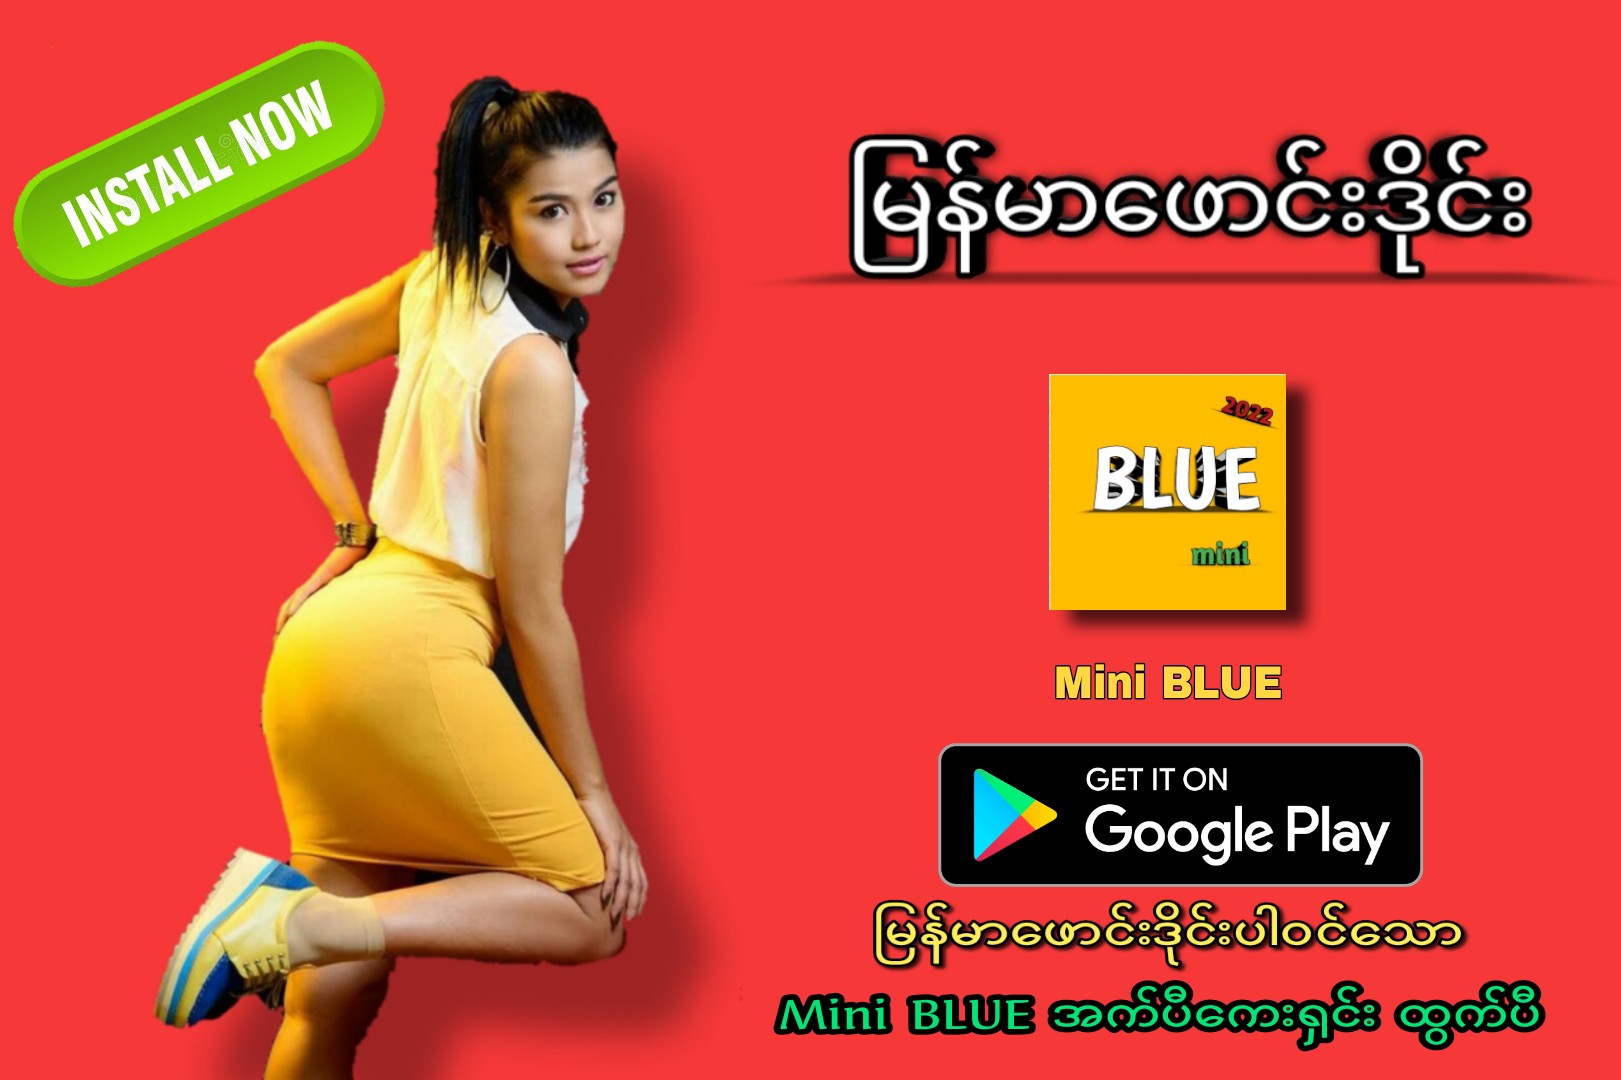 INSTALL NOW
မြန်မာဖောင်းဒိုင်း
2022
BLUE
mini
Mini BLUE
GET IT ON
Google Play
မြန်မာဖောင်းဒိုင်းပါဝင်သော
Mini BLUE အက်ပီကေးရှင်း ထွက်ပီ